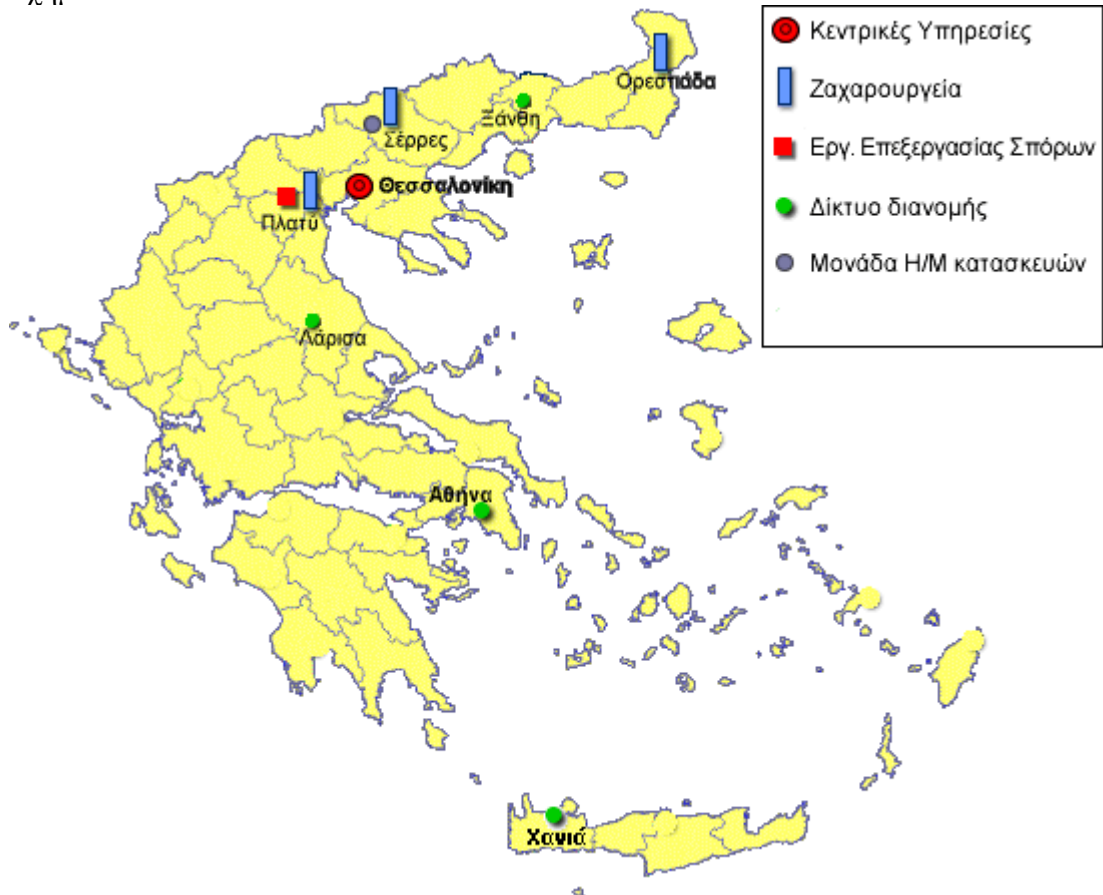 Κεντρικές Υπηρεσίες
Ζαχαρουργεία
Εργ. Επεξεργασίας Σπόρων
Δίκτυο διανομής
Μονάδα Η/Μ κατασκευών
Ορεστιάδα
Ξάνθη
Σέρρες
Θεσσαλονίκη
Πλατύ
Λάρισα
Αθήνα
Χανιά